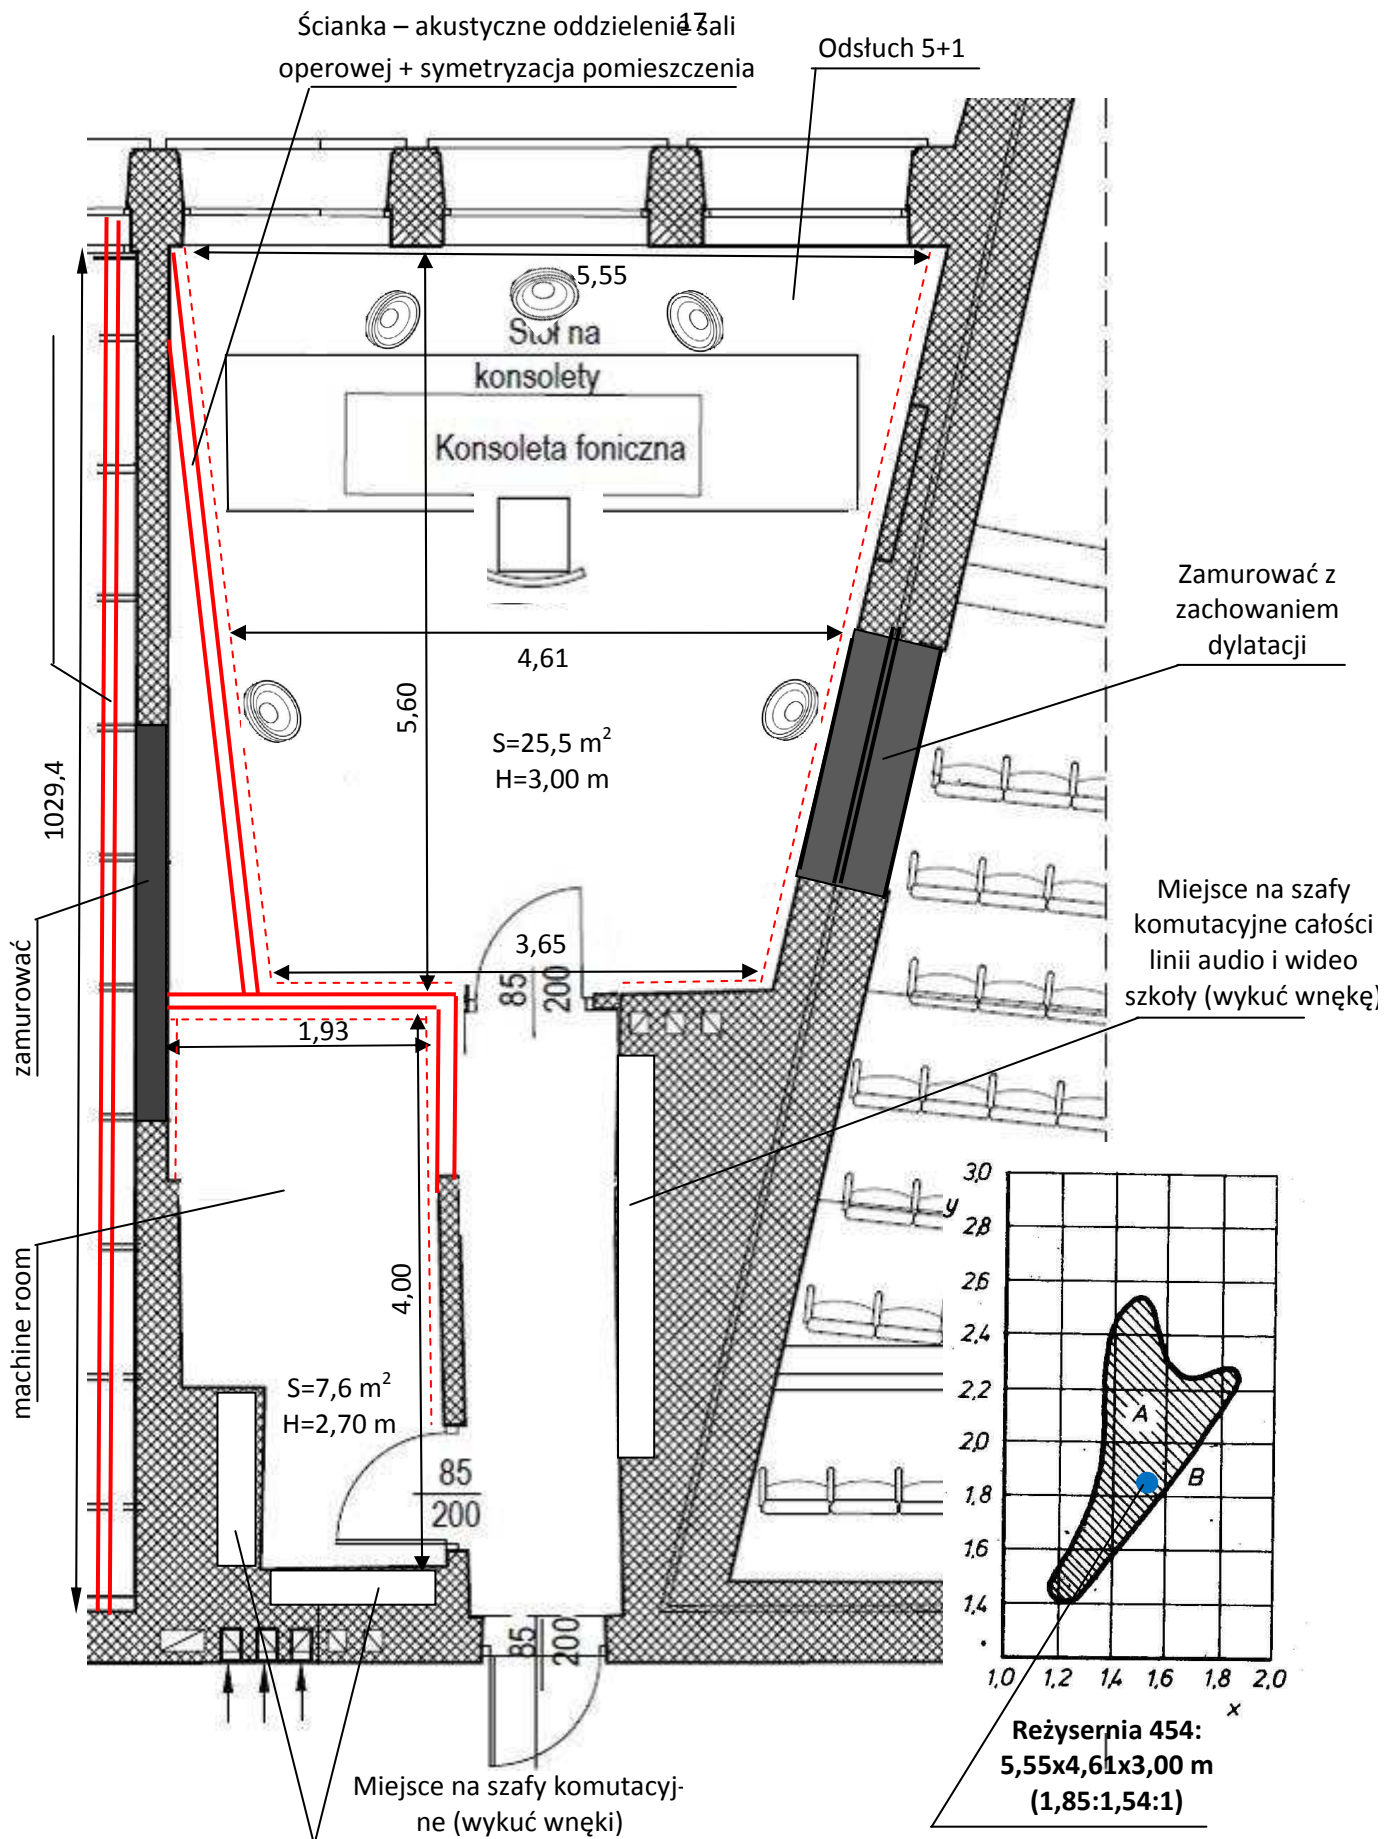 17
Ścianka – akustyczne oddzielenie sali
operowej + symetryzacja pomieszczenia
Odsłuch 5+1
5,55
Stół na
konsolety
Konsoleta foniczna
Zamurować z
zachowaniem
dylatacji
4,61
5,60
S=25,5 m²
H=3,00 m
1029,4
zamurować
3,65
85
200
Miejsce na szafy
komutacyjne całości
linii audio i wideo
szkoły (wykuć wnękę)
1,93
machine room
4,00
S=7,6 m²
H=2,70 m
85
200
85
200
Miejsce na szafy komutacyj-
ne (wykuć wnęki)
3,0
y
2,8
2,6
2,4
2,2
2,0
1,8
1,6
1,4
A
B
1,0 1,2 1,4 1,6 1,8 2,0
x
Reżysernia 454:
5,55x4,61x3,00 m
(1,85:1,54:1)